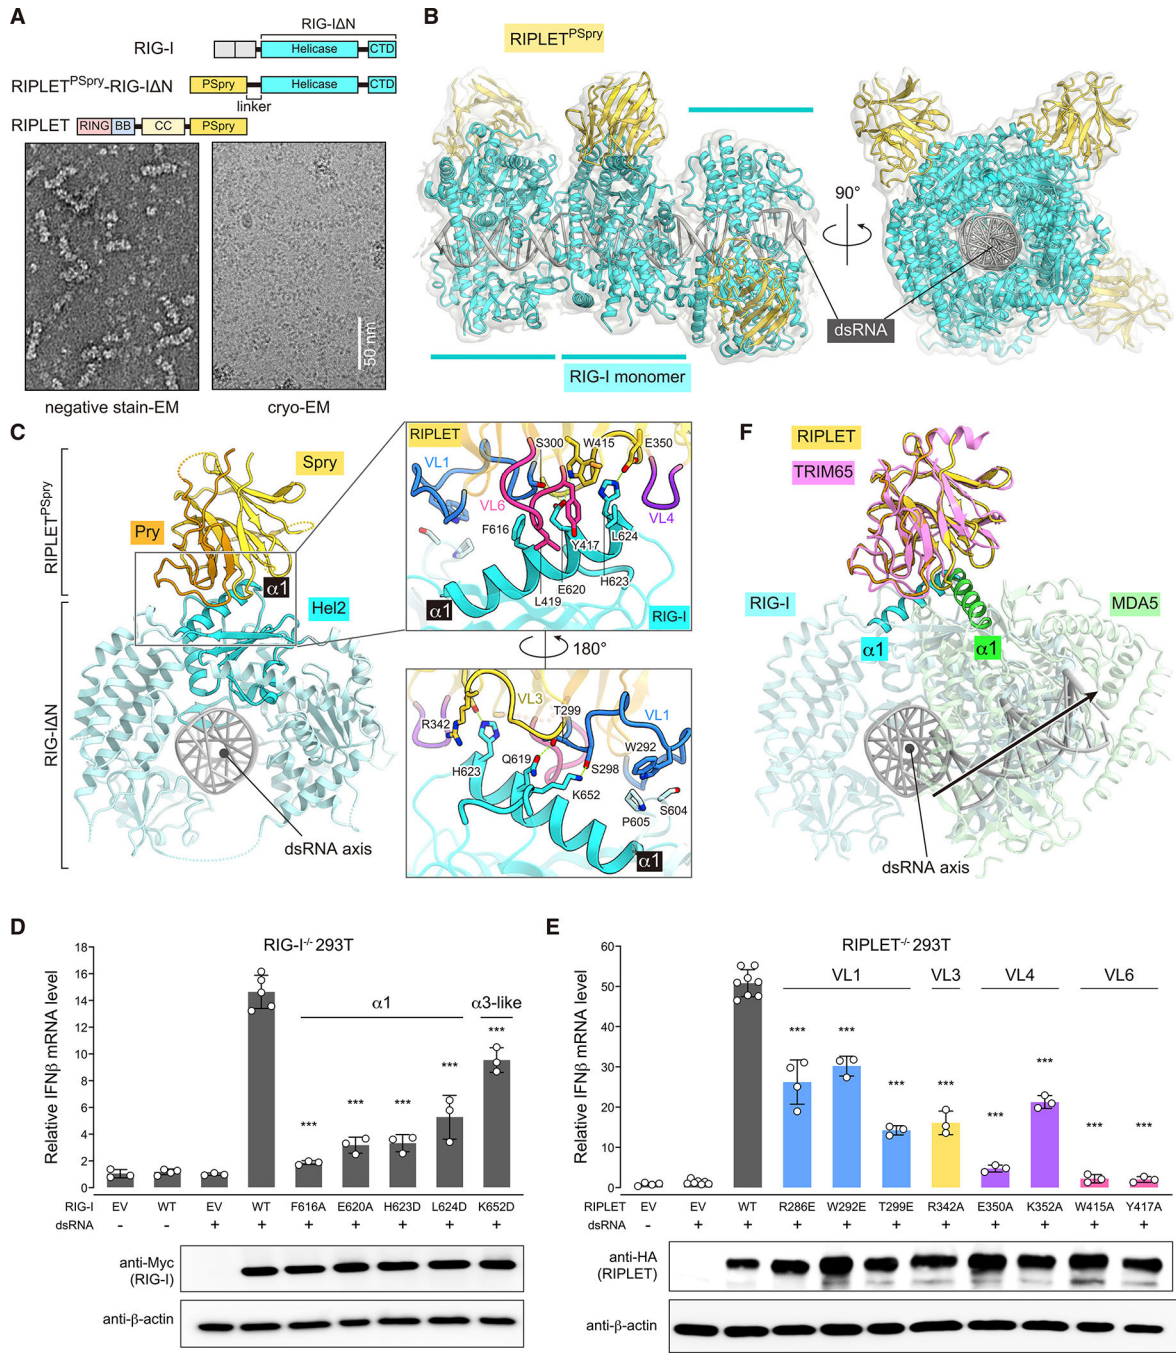 A
RIG-IΔN
RIG-I
Helicase
CTD
RIPLETPSpry-RIG-IΔN
PSpry
Helicase
CTD
linker
RIPLET
RING
BB
CC
PSpry
50 nm
negative stain-EM
cryo-EM
B
RIPLETPSpry
90°
dsRNA
RIG-I monomer
C
RIPLETPSpry
RIG-IΔN
Spry
Pry
α1
Hel2
dsRNA axis
RIPLET
S300
W415
E350
VL1
VL6
VL4
F616
Y417
L624
H623
E620
L419
α1
RIG-I
180°
VL3
T299
VL1
R342
W292
Q619
H623
S298
K652
S604
P605
α1
F
RIPLET
TRIM65
RIG-I
MDA5
α1
α1
dsRNA axis
D
RIG-I-/- 293T
Relative IFNβ mRNA level
18
16
14
12
10
8
6
4
2
0
α1
α3-like
***
***
***
***
***
RIG-I EV WT EV WT F616A E620A H623D L624D K652D
dsRNA - - + + + + + + +
anti-Myc
(RIG-I)
anti-β-actin
E
RIPLET-/- 293T
Relative IFNβ mRNA level
60
50
40
30
20
10
0
VL1
VL3
VL4
VL6
***
***
***
***
***
***
***
***
RIPLET EV EV WT R286E W292E T299E R342A E350A K352A W415A Y417A
dsRNA - + + + + + + + + + +
anti-HA
(RIPLET)
anti-β-actin